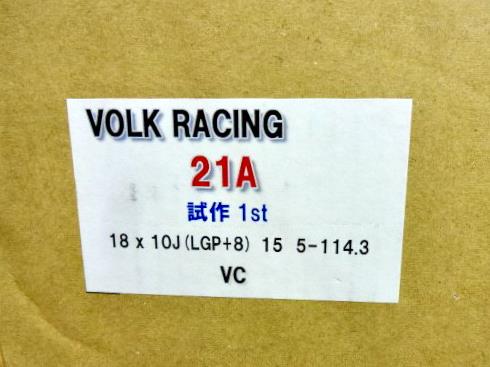 VOLK RACING
21A
試作 1st
18 x 10J(LGP+8) 15 5-114.3
VC